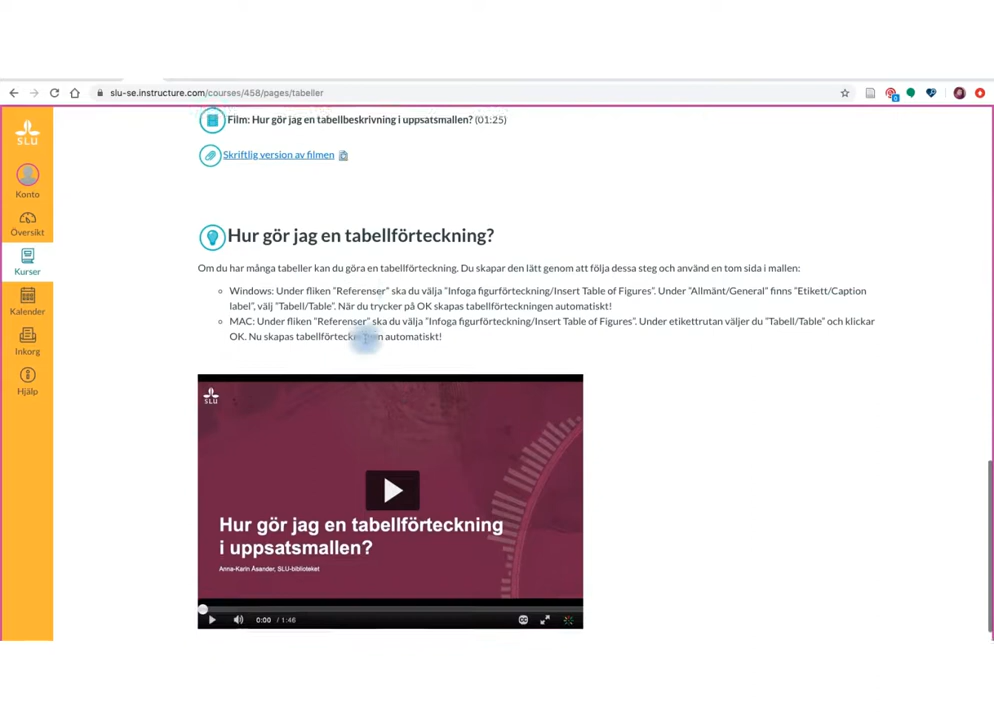 slu-se.instructure.com/courses/458/pages/tabeller
SLU
Konto
Översikt
Kurser
Kalender
Inkorg
Hjälp
Film: Hur gör jag en tabellbeskrivning i uppsatsmallen? (01:25)
Skriftlig version av filmen
Hur gör jag en tabellförteckning?
Om du har många tabeller kan du göra en tabellförteckning. Du skapar den lätt genom att följa dessa steg och använd en tom sida i mallen:
Windows: Under fliken "Referenser" ska du välja "Infoga figurförteckning/Insert Table of Figures". Under "Allmänt/General" finns "Etikett/Caption
label", välj "Tabell/Table". När du trycker på OK skapas tabellförteckningen automatiskt!
MAC: Under fliken "Referenser" ska du välja "Infoga figurförteckning/Insert Table of Figures". Under etikettrutan väljer du "Tabell/Table" och klickar
OK. Nu skapas tabellförteckningen automatiskt!
SLU
Hur gör jag en tabellförteckning
i uppsatsmallen?
Anna-Karin Åsander, SLU-biblioteket
0:00 / 1:46
CC